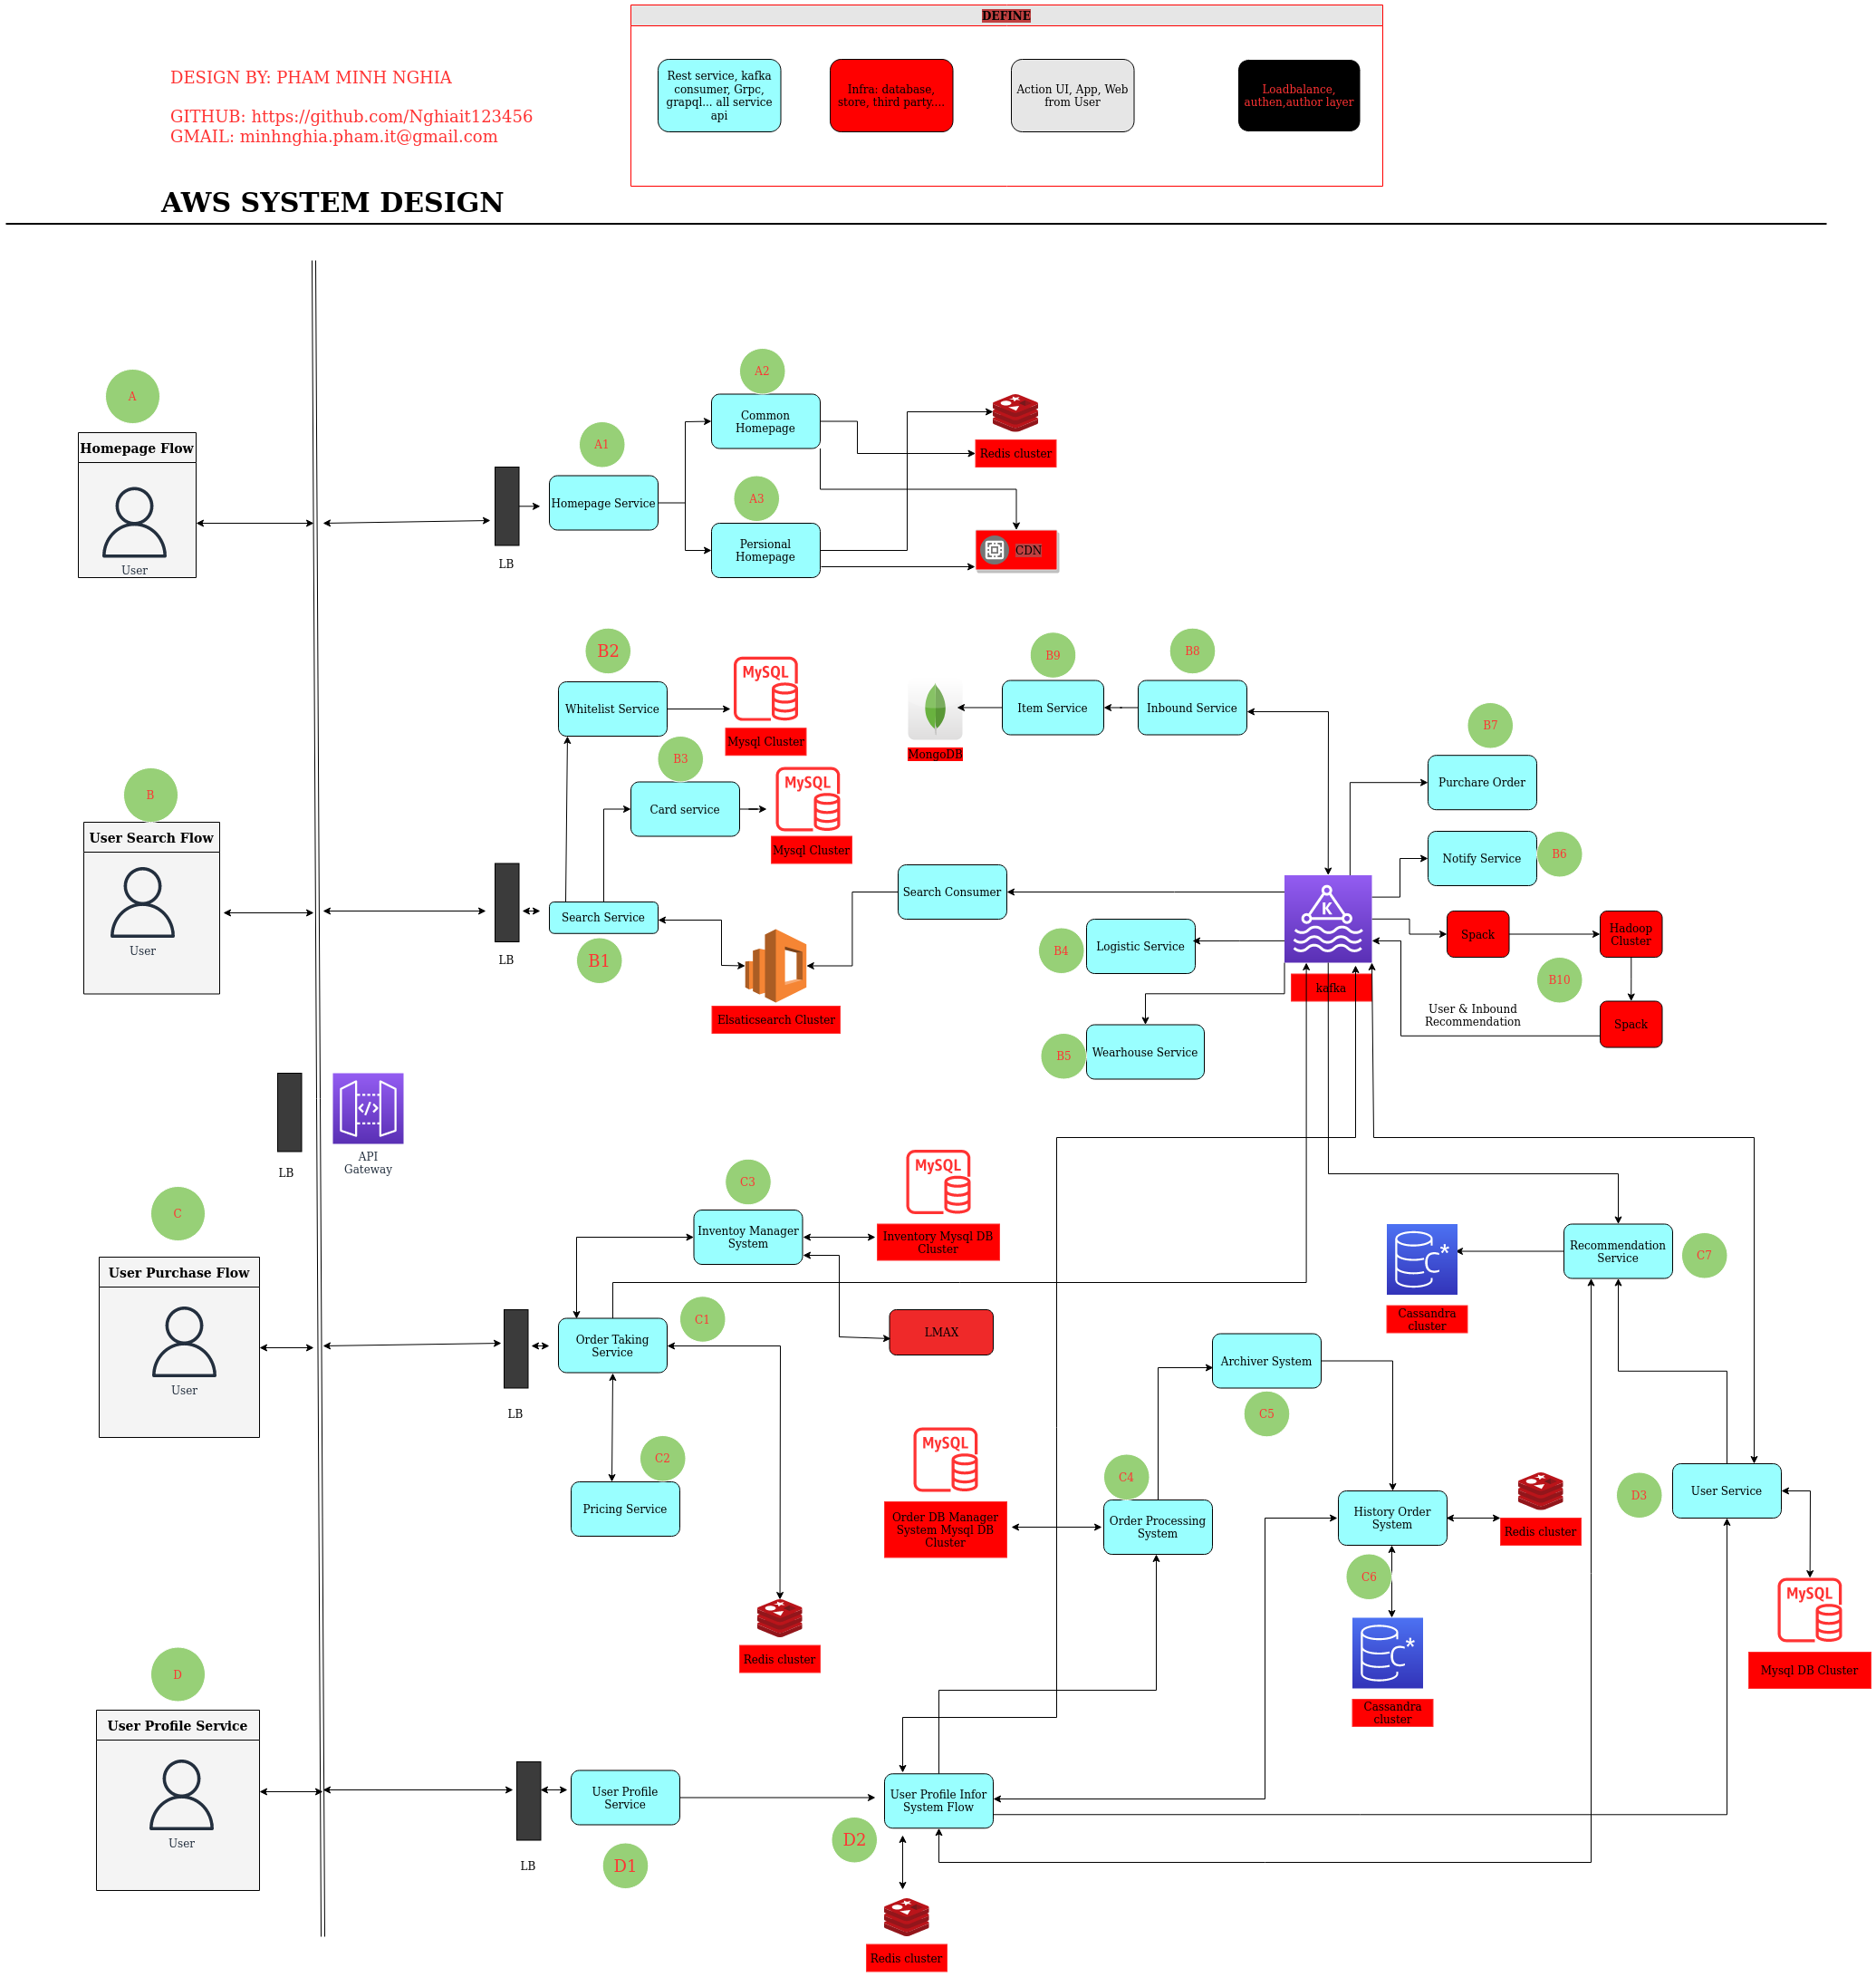 DEFINE
Rest service, kafka
consumer, Grpc,
grapql... all service
api
Infra: database,
store, third party....
Action UI, App, Web
from User
Loadbalance,
authen,author layer
DESIGN BY: PHAM MINH NGHIA
GITHUB: https://github.com/Nghiait123456
GMAIL: minhnghia.pham.it@gmail.com
AWS SYSTEM DESIGN
A
Homepage Flow
User
LB
A1
Homepage Service
A2
Common
Homepage
A3
Persional
Homepage
Redis cluster
CDN
B
User Search Flow
User
LB
B2
Whitelist Service
MySQL
Mysql Cluster
B3
Card service
MySQL
Mysql Cluster
Search Service
B1
Elsaticsearch Cluster
Search Consumer
MongoDB
B9
Item Service
B8
Inbound Service
B7
Purchare Order
Notify Service
B6
K
kafka
B4
Logistic Service
B5
Wearhouse Service
Spack
Hadoop
Cluster
B10
Spack
User & Inbound
Recommendation
LB
API
Gateway
C
User Purchase Flow
User
LB
C3
Inventoy Manager
System
MySQL
Inventory Mysql DB
Cluster
C1
Order Taking
Service
LMAX
C2
Pricing Service
Redis cluster
Archiver System
C5
MySQL
Order DB Manager
System Mysql DB
Cluster
C4
Order Processing
System
History Order
System
C6
Redis cluster
C*
Cassandra
cluster
C*
Cassandra
cluster
Recommendation
Service
C7
D3
User Service
MySQL
Mysql DB Cluster
D
User Profile Service
User
LB
User Profile
Service
D1
User Profile Infor
System Flow
D2
Redis cluster